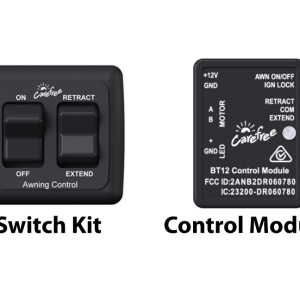 Carefree
ON
RETRACT
OFF
EXTEND
Awning Control
Switch Kit
+12V
GND
AWN ON/OFF
IGN LOCK
A
B
MOTOR
RETRACT
COM
EXTEND
Carefree
GND
LED
BT12 Control Module
FCC ID:2ANB2DR060780
IC:23200-DR060780
Control Modu